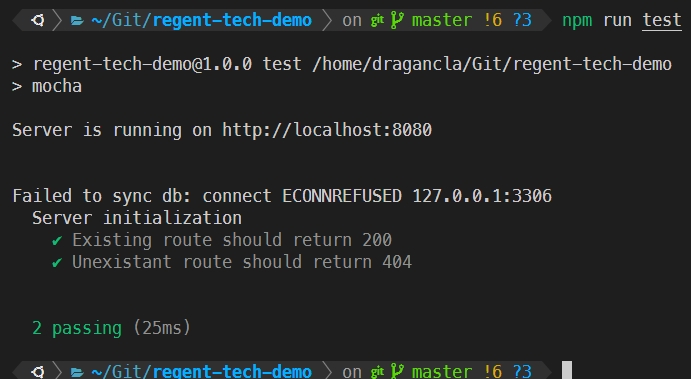 ~/Git/regent-tech-demo on git master !6 ?3 npm run test
> regent-tech-demo@1.0.0 test /home/dragancla/Git/regent-tech-demo
> mocha
Server is running on http://localhost:8080
Failed to sync db: connect ECONNREFUSED 127.0.0.1:3306
Server initialization
✔ Existing route should return 200
✔ Unexistant route should return 404
2 passing (25ms)
~/Git/regent-tech-demo on git master !6 ?3